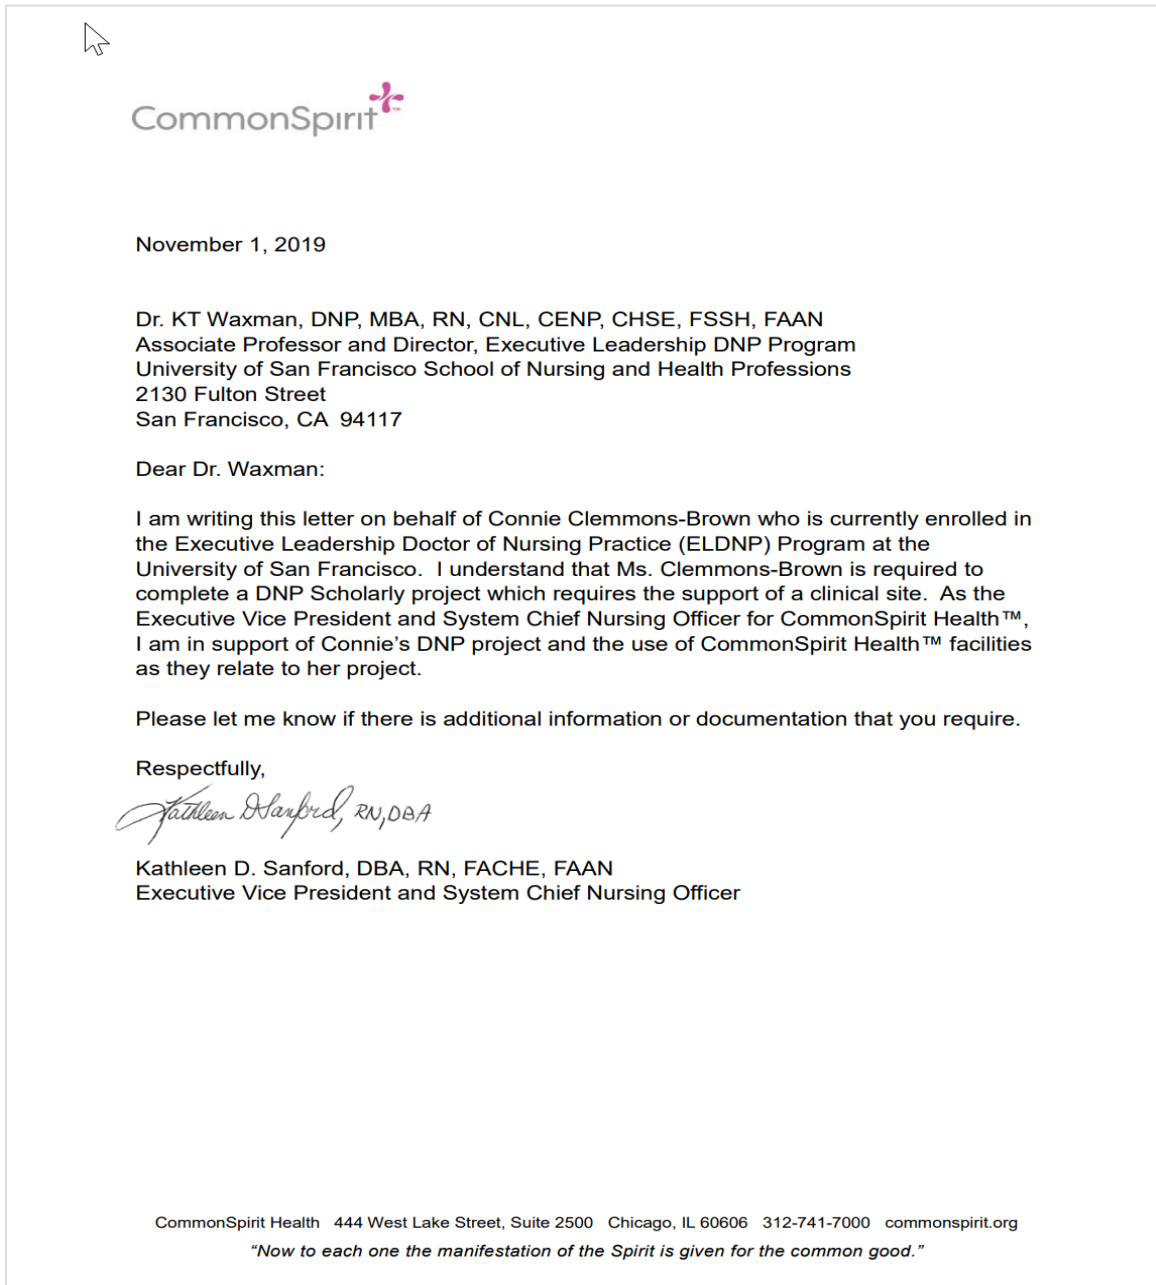 CommonSpirit™
November 1, 2019
Dr. KT Waxman, DNP, MBA, RN, CNL, CENP, CHSE, FSSH, FAAN
Associate Professor and Director, Executive Leadership DNP Program
University of San Francisco School of Nursing and Health Professions
2130 Fulton Street
San Francisco, CA  94117
Dear Dr. Waxman:
I am writing this letter on behalf of Connie Clemmons-Brown who is currently enrolled in
the Executive Leadership Doctor of Nursing Practice (ELDNP) Program at the
University of San Francisco.  I understand that Ms. Clemmons-Brown is required to
complete a DNP Scholarly project which requires the support of a clinical site.  As the
Executive Vice President and System Chief Nursing Officer for CommonSpirit Health™,
I am in support of Connie’s DNP project and the use of CommonSpirit Health™ facilities
as they relate to her project.
Please let me know if there is additional information or documentation that you require.
Respectfully,
Kathleen D Sanford, RN, DBA
Kathleen D. Sanford, DBA, RN, FACHE, FAAN
Executive Vice President and System Chief Nursing Officer
CommonSpirit Health   444 West Lake Street, Suite 2500   Chicago, IL 60606   312-741-7000   commonspirit.org
“Now to each one the manifestation of the Spirit is given for the common good.”